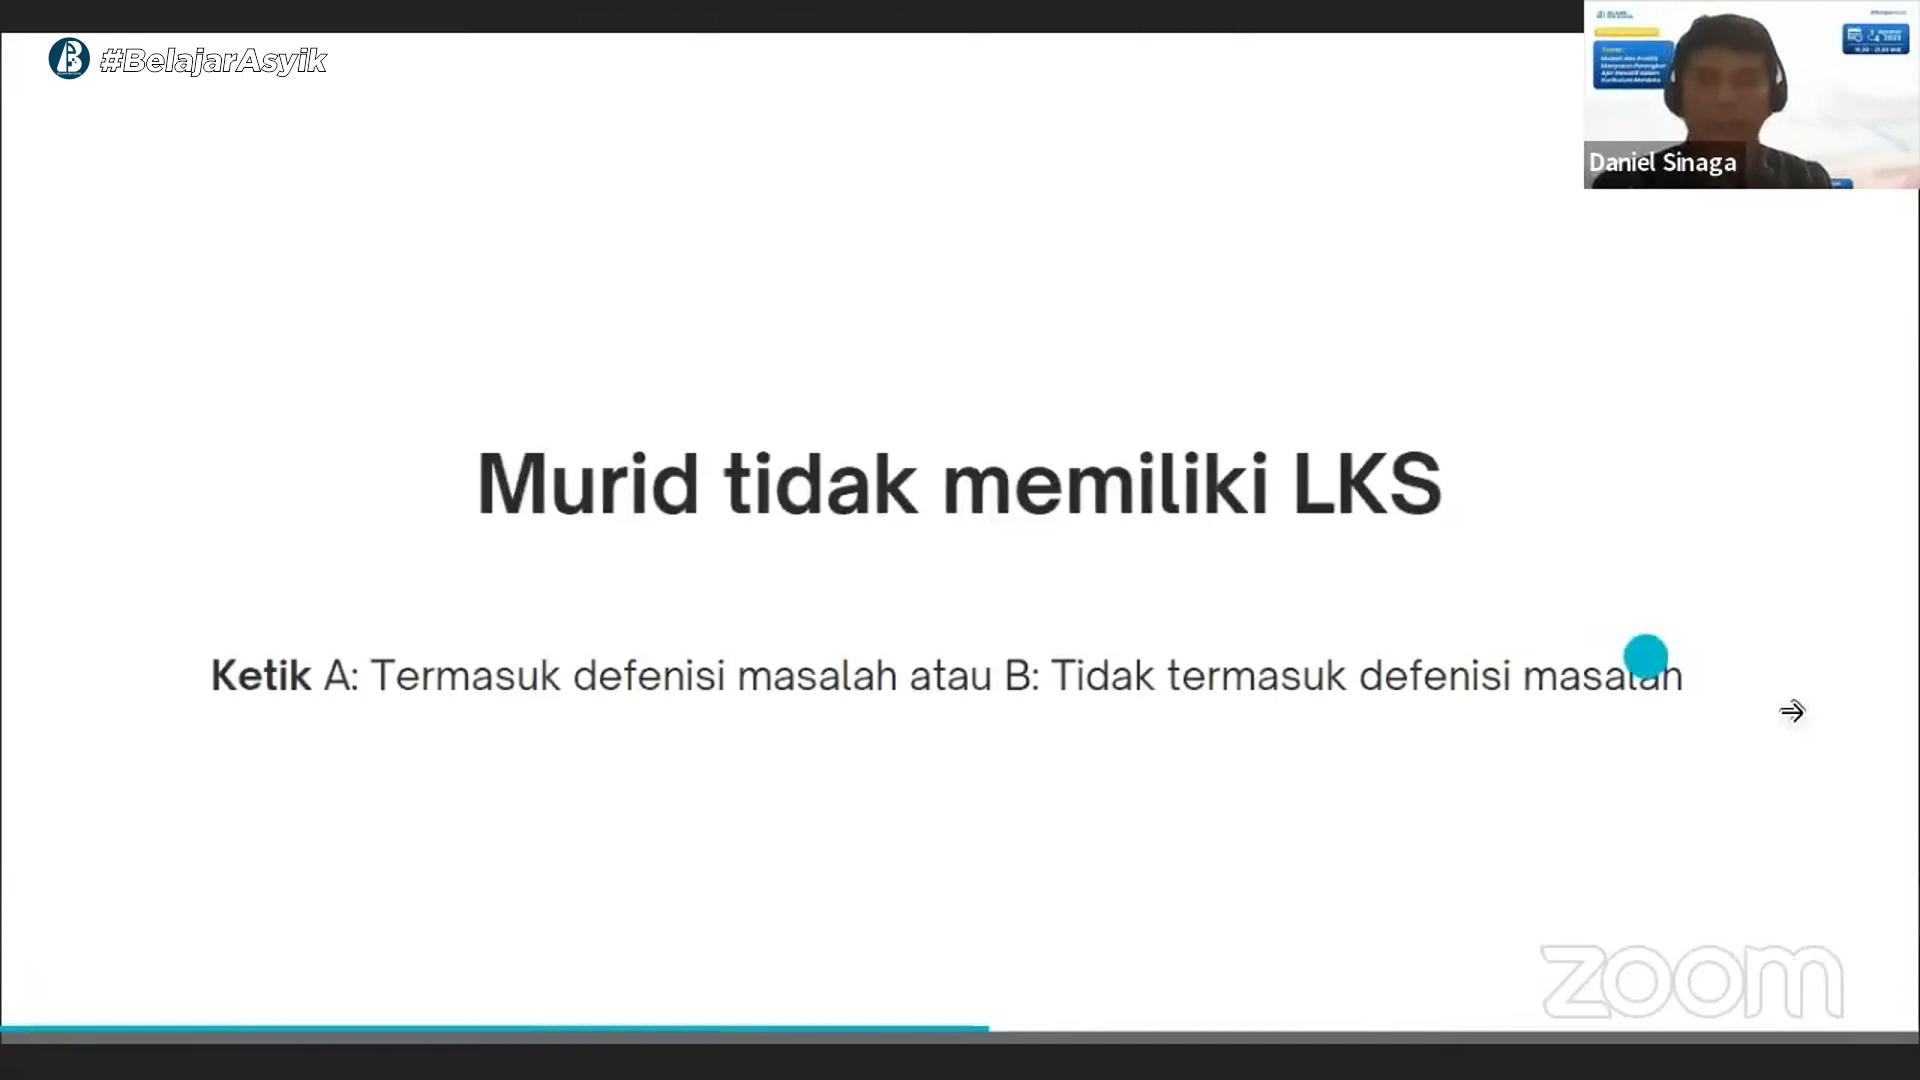 #BelajarAsyik
Daniel Sinaga
Murid tidak memiliki LKS
Ketik A: Termasuk defenisi masalah atau B: Tidak termasuk defenisi masalah
zoom